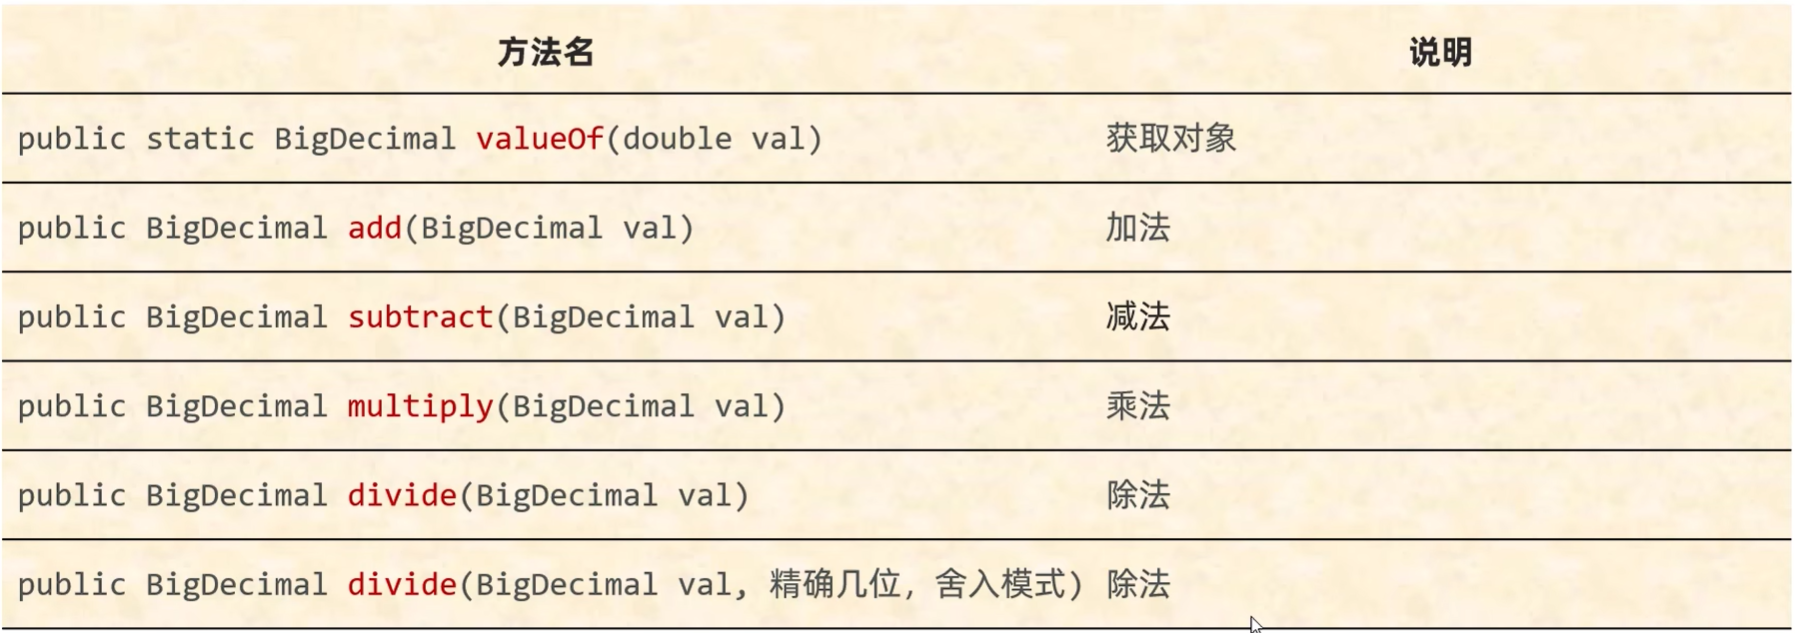 方法名 说明
public static BigDecimal valueOf(double val) 获取对象
public BigDecimal add(BigDecimal val) 加法
public BigDecimal subtract(BigDecimal val) 减法
public BigDecimal multiply(BigDecimal val) 乘法
public BigDecimal divide(BigDecimal val) 除法
public BigDecimal divide(BigDecimal val, 精确几位, 舍入模式) 除法